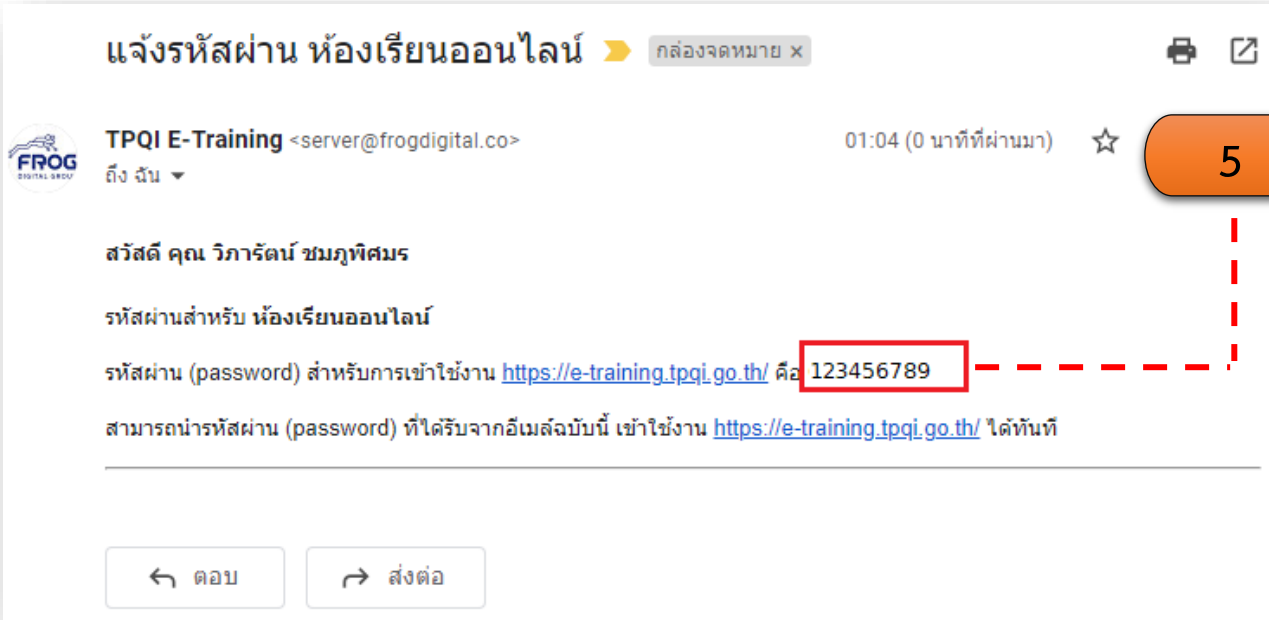 แจ้งรหัสผ่าน ห้องเรียนออนไลน์ กล่องจดหมาย ×
TPQI E-Training <server@frogdigital.co> 01:04 (0 นาทีที่ผ่านมา)
FROG
DIGITAL GROUP
ถึง ฉัน
5
สวัสดี คุณ วิภารัตน์ ชมภูพิศมร
รหัสผ่านสำหรับ ห้องเรียนออนไลน์
รหัสผ่าน (password) สำหรับการเข้าใช้งาน https://e-training.tpqi.go.th/ คือ 123456789
สามารถนำรหัสผ่าน (password) ที่ได้รับจากอีเมล์ฉบับนี้ เข้าใช้งาน https://e-training.tpqi.go.th/ ได้ทันที
ตอบ ส่งต่อ